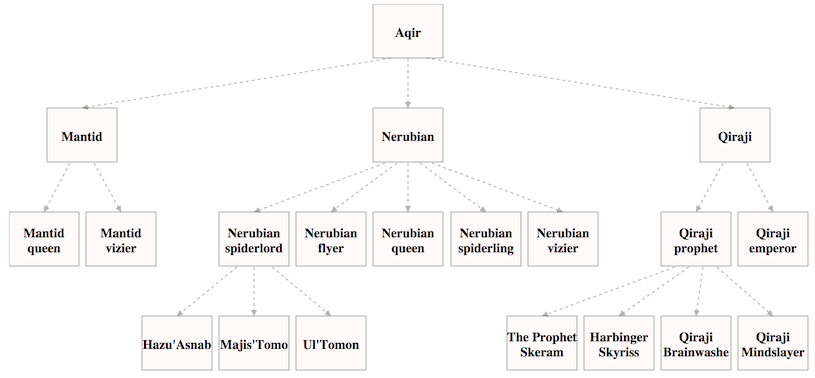 Aqir
Mantid
Nerubian
Qiraji
Mantid
queen
Mantid
vizier
Nerubian
spiderlord
Nerubian
flyer
Nerubian
queen
Nerubian
spiderling
Nerubian
vizier
Qiraji
prophet
Qiraji
emperor
Hazu'Asnab
Majis'Tomo
Ul'Tomon
The Prophet
Skeram
Harbinger
Skyriss
Qiraji
Brainwashe
Qiraji
Mindslayer